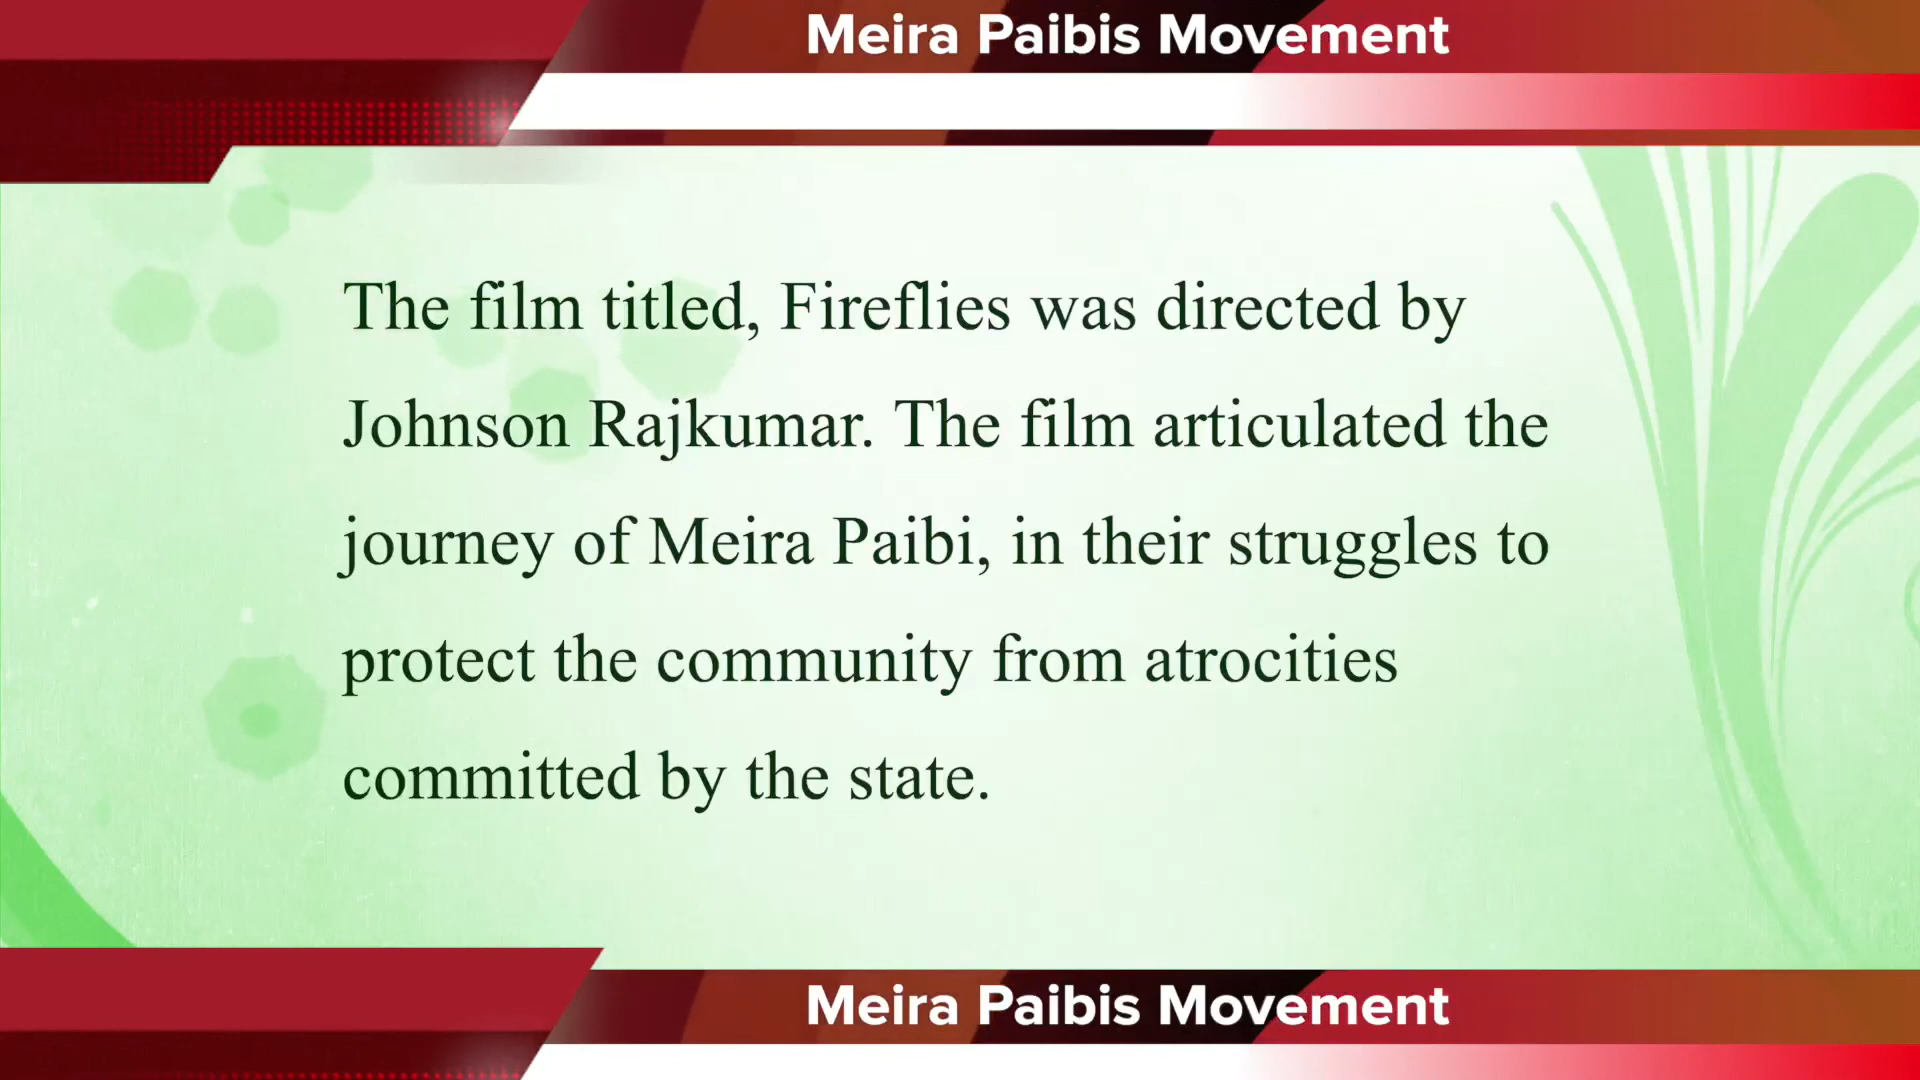 Meira Paibis Movement
The film titled, Fireflies was directed by
Johnson Rajkumar. The film articulated the
journey of Meira Paibi, in their struggles to
protect the community from atrocities
committed by the state.
Meira Paibis Movement